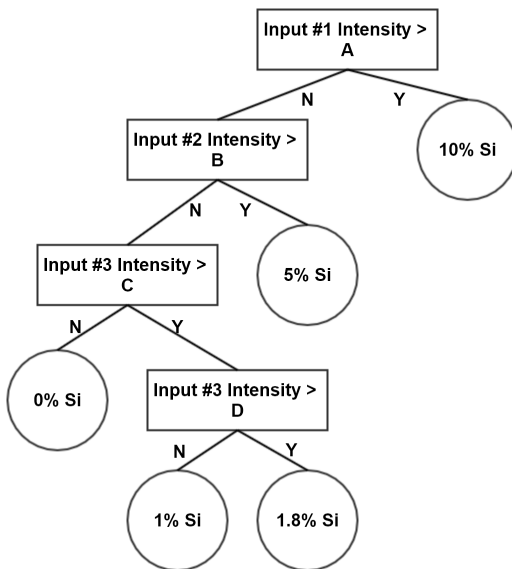 Input #1 Intensity >
A
N
Y
10% Si
Input #2 Intensity >
B
N
Y
5% Si
Input #3 Intensity >
C
N
Y
0% Si
Input #3 Intensity >
D
N
Y
1% Si
1.8% Si